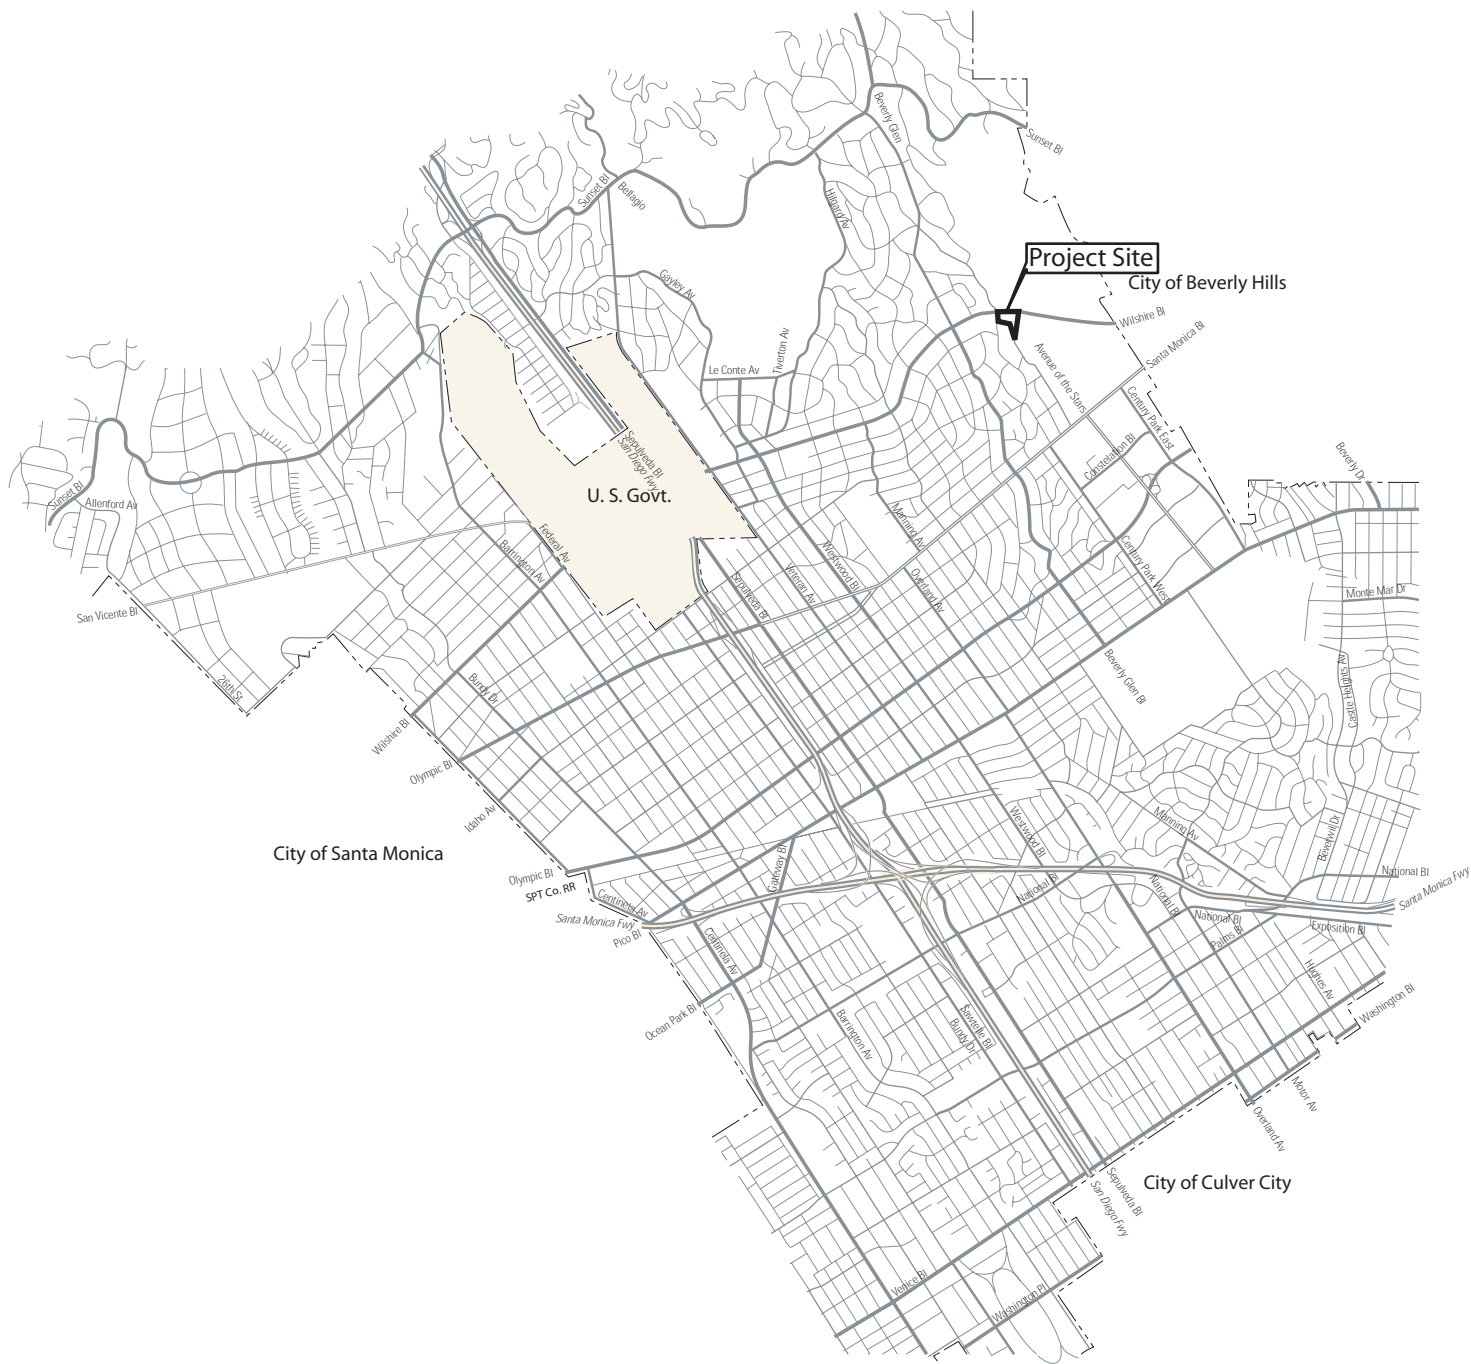 Beverly Glen
Sunset Bl
Sunset Bl
Bellagio
Hilgard Av
Project Site
City of Beverly Hills
Gayley Av
Wilshire Bl
Santa Monica Bl
Tiverton Av
Le Conte Av
Avenue of the Stars
Century Park East
Constelation Bl
Sepulveda Bl
San Diego Fwy
U. S. Govt.
Beverly Dr
Sunset Bl
Allenford Av
Federal Av
Barrington Av
Manning Av
Westwood Bl
Veteran Av
Sepulveda Bl
Overland Av
Century Park West
Monte Mar Dr
San Vicente Bl
26th St
Bundy Dr
Beverly Glen Bl
Castle Heights Av
Wilshire Bl
Olympic Bl
Idaho Av
City of Santa Monica
Westwood Bl
Manning Av
Beverwil Dr
Gateway Bl
Olympic Bl
SPT Co. RR
Centinela Av
National Bl
National Bl
National Bl
Santa Monica Fwy
Santa Monica Fwy
Pico Bl
National Bl
Palms Bl
Exposition Bl
Centinela Av
Hughes Av
Ocean Park Bl
Barrington Av
Sawtelle Bl
Bundy Dr
Washington Bl
Motor Av
Overland Av
City of Culver City
Sepulveda Bl
San Diego Fwy
Venice Bl
Washington Pl